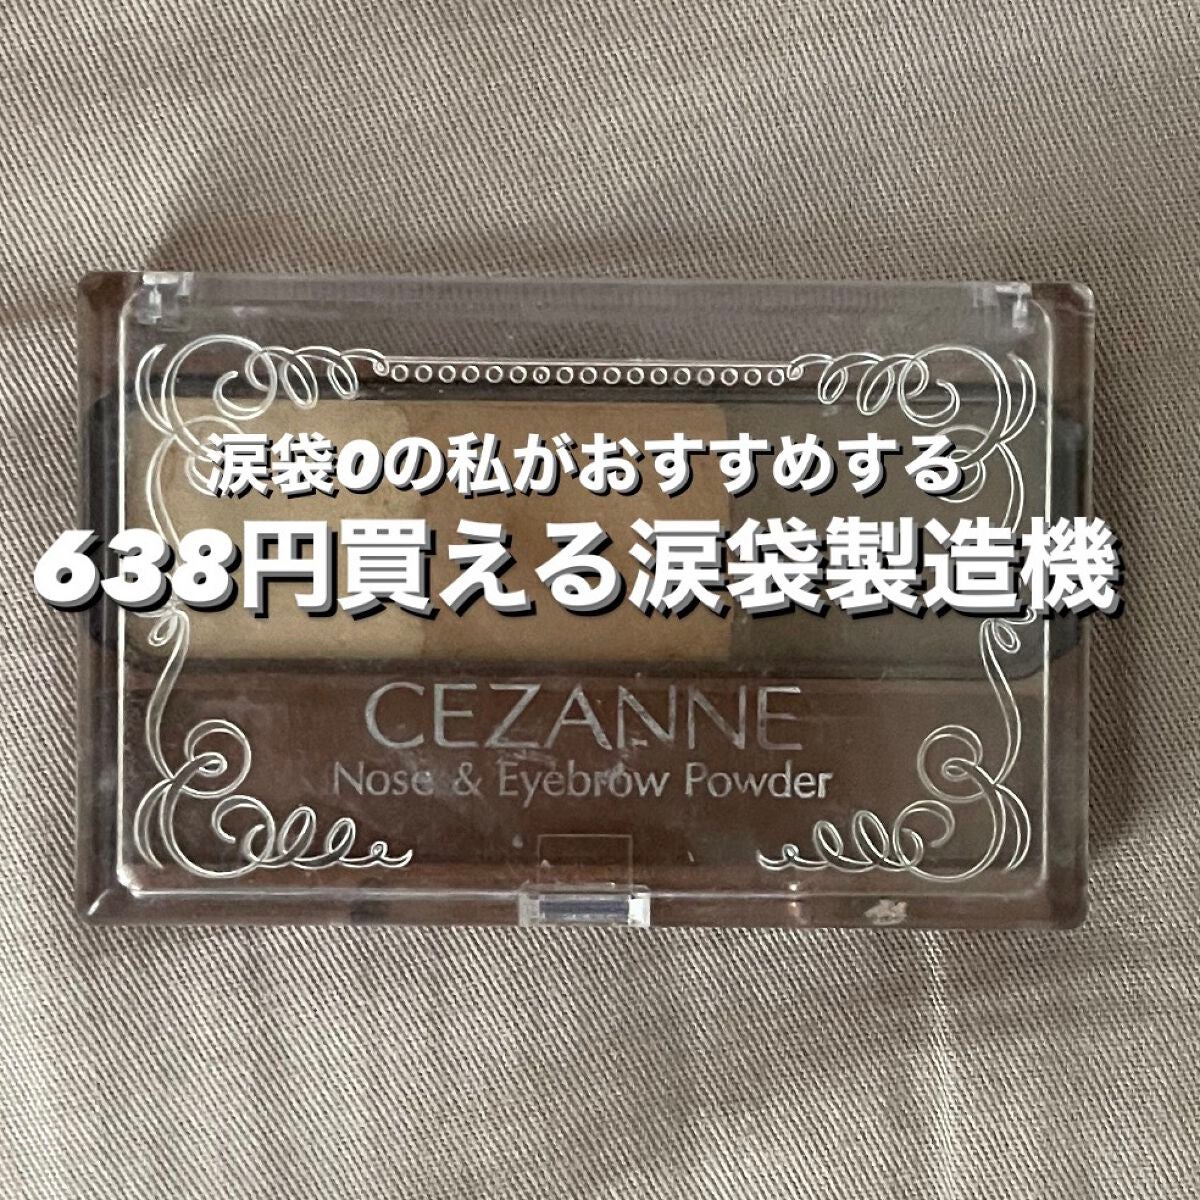 涙袋0の私がおすすめする
638円買える涙袋製造機
CEZANNE
Nose & Eyebrow Powder